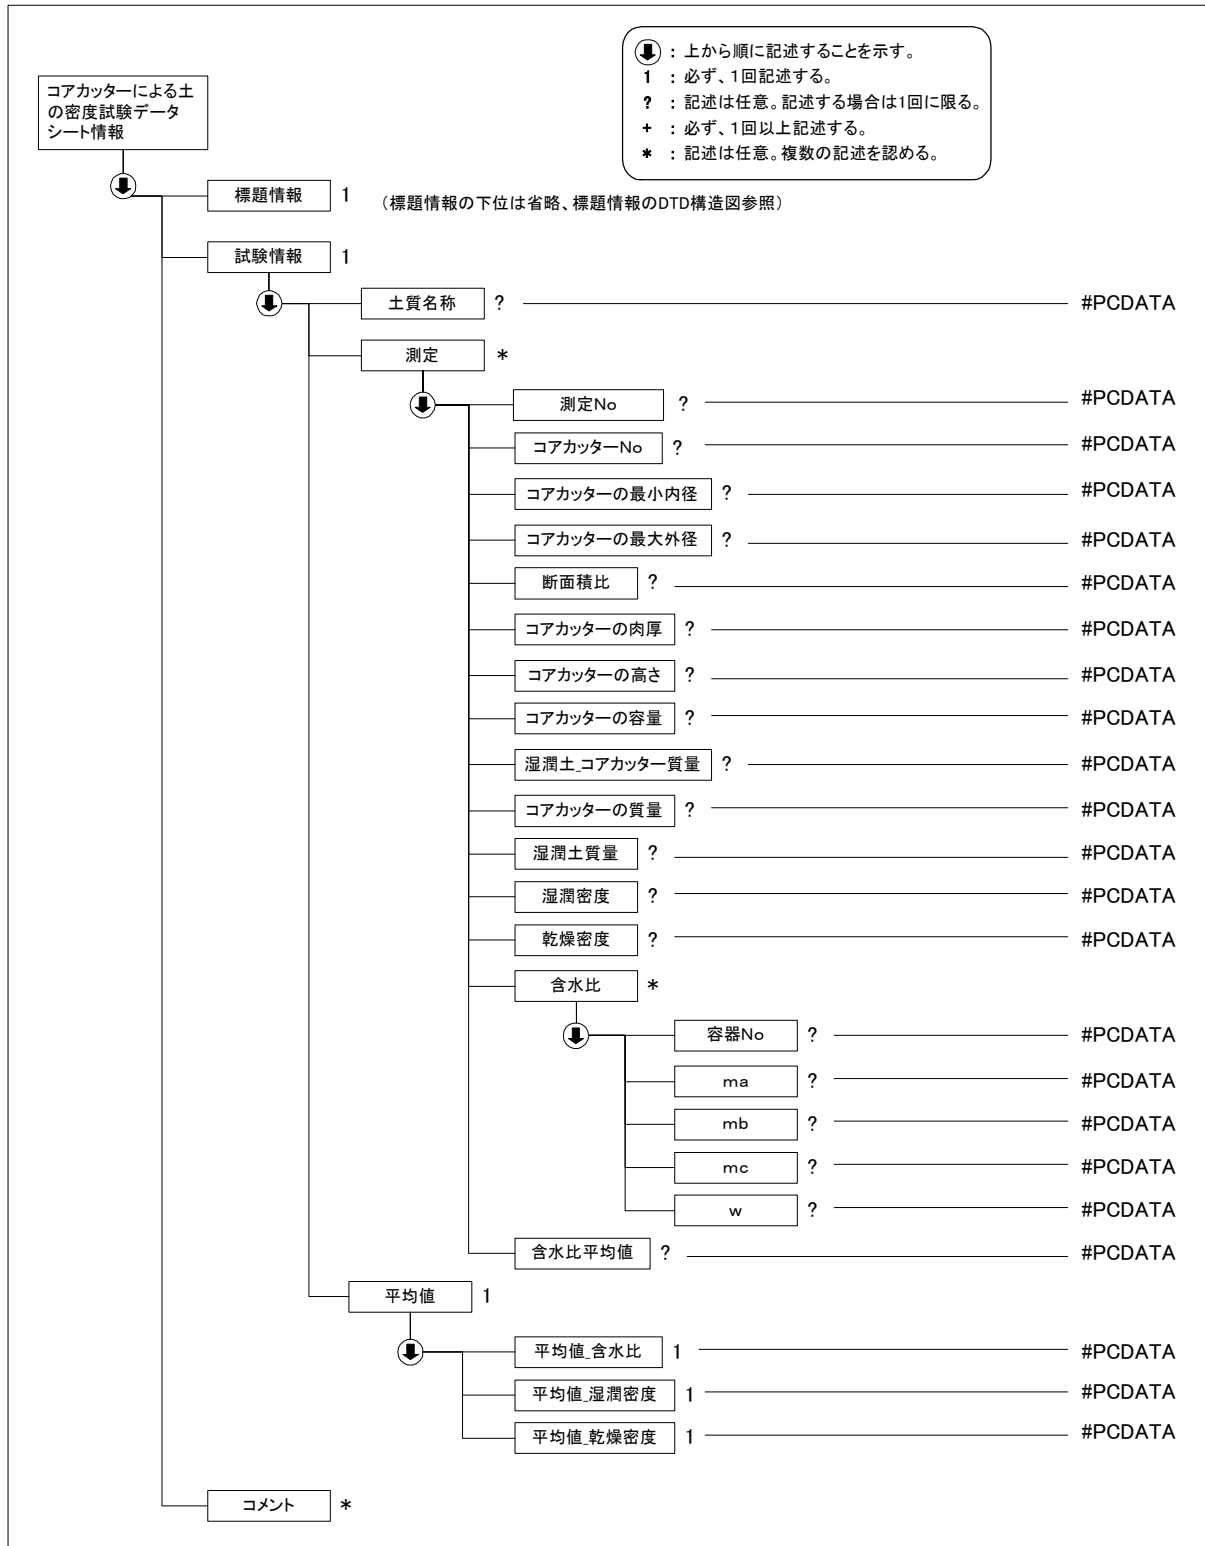 ：上から順に記述することを示す。
1 ：必ず、1回記述する。
? ：記述は任意。記述する場合は1回に限る。
+ ：必ず、1回以上記述する。
* ：記述は任意。複数の記述を認める。
コアカッターによる土
の密度試験データ
シート情報
標題情報 1 （標題情報の下位は省略、標題情報のDTD構造図参照）
試験情報 1
土質名称 ? #PCDATA
測定 *
測定No ? #PCDATA
コアカッターNo ? #PCDATA
コアカッターの最小内径 ? #PCDATA
コアカッターの最大外径 ? #PCDATA
断面積比 ? #PCDATA
コアカッターの肉厚 ? #PCDATA
コアカッターの高さ ? #PCDATA
コアカッターの容量 ? #PCDATA
湿潤土_コアカッター質量 ? #PCDATA
コアカッターの質量 ? #PCDATA
湿潤土質量 ? #PCDATA
湿潤密度 ? #PCDATA
乾燥密度 ? #PCDATA
含水比 *
容器No ? #PCDATA
ma ? #PCDATA
mb ? #PCDATA
mc ? #PCDATA
w ? #PCDATA
含水比平均値 ? #PCDATA
平均値 1
平均値_含水比 1 #PCDATA
平均値_湿潤密度 1 #PCDATA
平均値_乾燥密度 1 #PCDATA
コメント *